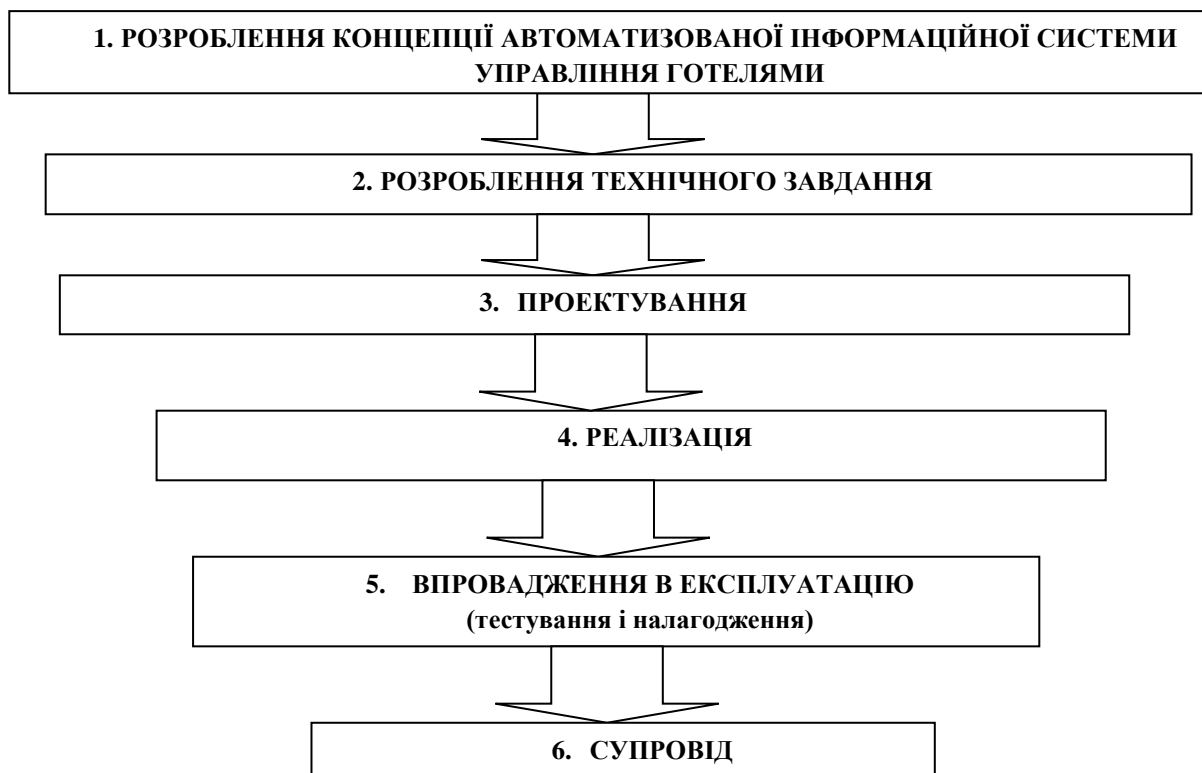 1. РОЗРОБЛЕННЯ КОНЦЕПЦІЇ АВТОМАТИЗОВАНОЇ ІНФОРМАЦІЙНОЇ СИСТЕМИ
УПРАВЛІННЯ ГОТЕЛЯМИ
2. РОЗРОБЛЕННЯ ТЕХНІЧНОГО ЗАВДАННЯ
3. ПРОЕКТУВАННЯ
4. РЕАЛІЗАЦІЯ
5. ВПРОВАДЖЕННЯ В ЕКСПЛУАТАЦІЮ
(тестування і налагодження)
6. СУПРОВІД